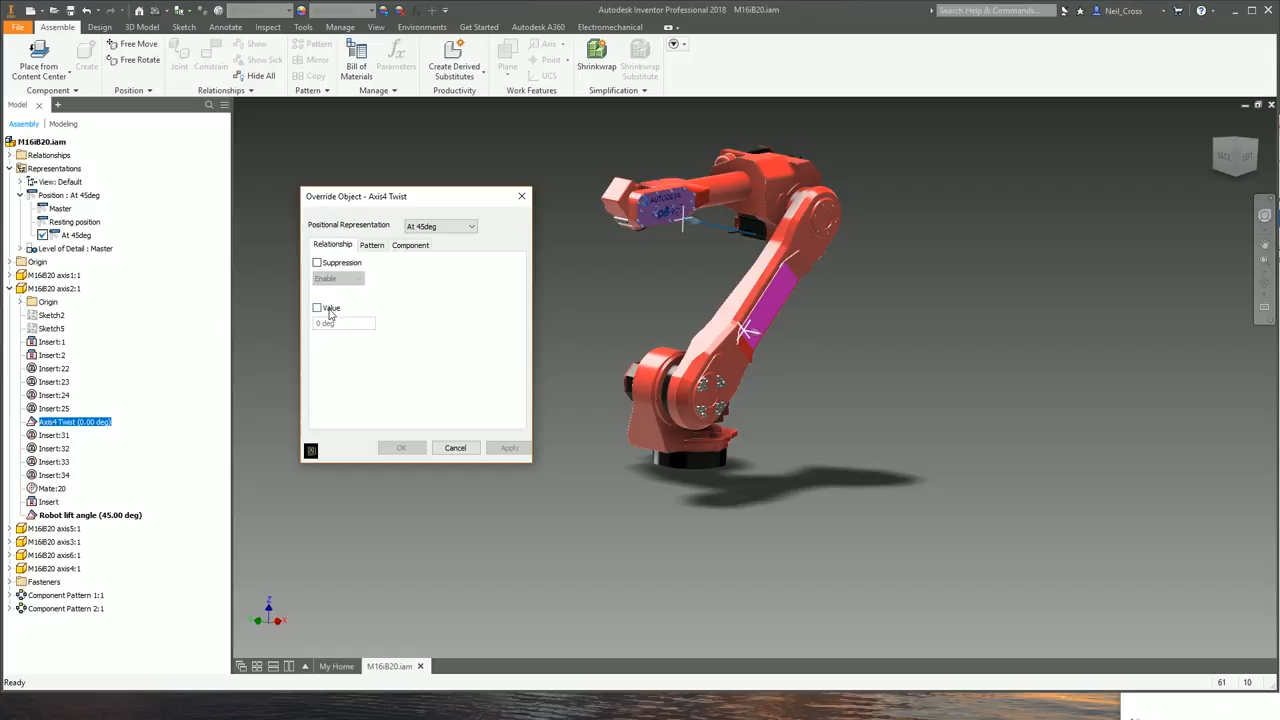 Autodesk Inventor Professional 2018 M16iB20.iam
Search Help & Commands...
Neil_Cross
File Assemble Design 3D Model Sketch Annotate Inspect Tools Manage View Environments Get Started Autodesk A360 Electromechanical
Place from Content Center
Create
Free Move
Free Rotate
Joint
Constrain
Show
Show Sick
Hide All
Pattern
Mirror
Copy
Bill of Materials
Parameters
Create Derived Substitutes
Plane
Axis
Point
UCS
Shrinkwrap
Shrinkwrap Substitute
Component Position Relationships Pattern Manage Productivity Work Features Simplification
Model
Assembly Modeling
M16iB20.iam
Relationships
Representations
View: Default
Position : At 45deg
Master
Resting position
At 45deg
Level of Detail : Master
Origin
M16iB20 axis1:1
M16iB20 axis2:1
Origin
Sketch2
Sketch5
Insert:1
Insert:2
Insert:22
Insert:23
Insert:24
Insert:25
Axis4 Twist (0.00 deg)
Insert:31
Insert:32
Insert:33
Insert:34
Mate:20
Insert
Robot lift angle (45.00 deg)
M16iB20 axis5:1
M16iB20 axis3:1
M16iB20 axis6:1
M16iB20 axis4:1
Fasteners
Component Pattern 1:1
Component Pattern 2:1
Override Object - Axis4 Twist
Positional Representation At 45deg
Relationship Pattern Component
Suppression
Enable
Value
0 deg
OK Cancel Apply
AUTODESK
BACK LEFT
Z
X
My Home M16iB20.iam
Ready
61 10